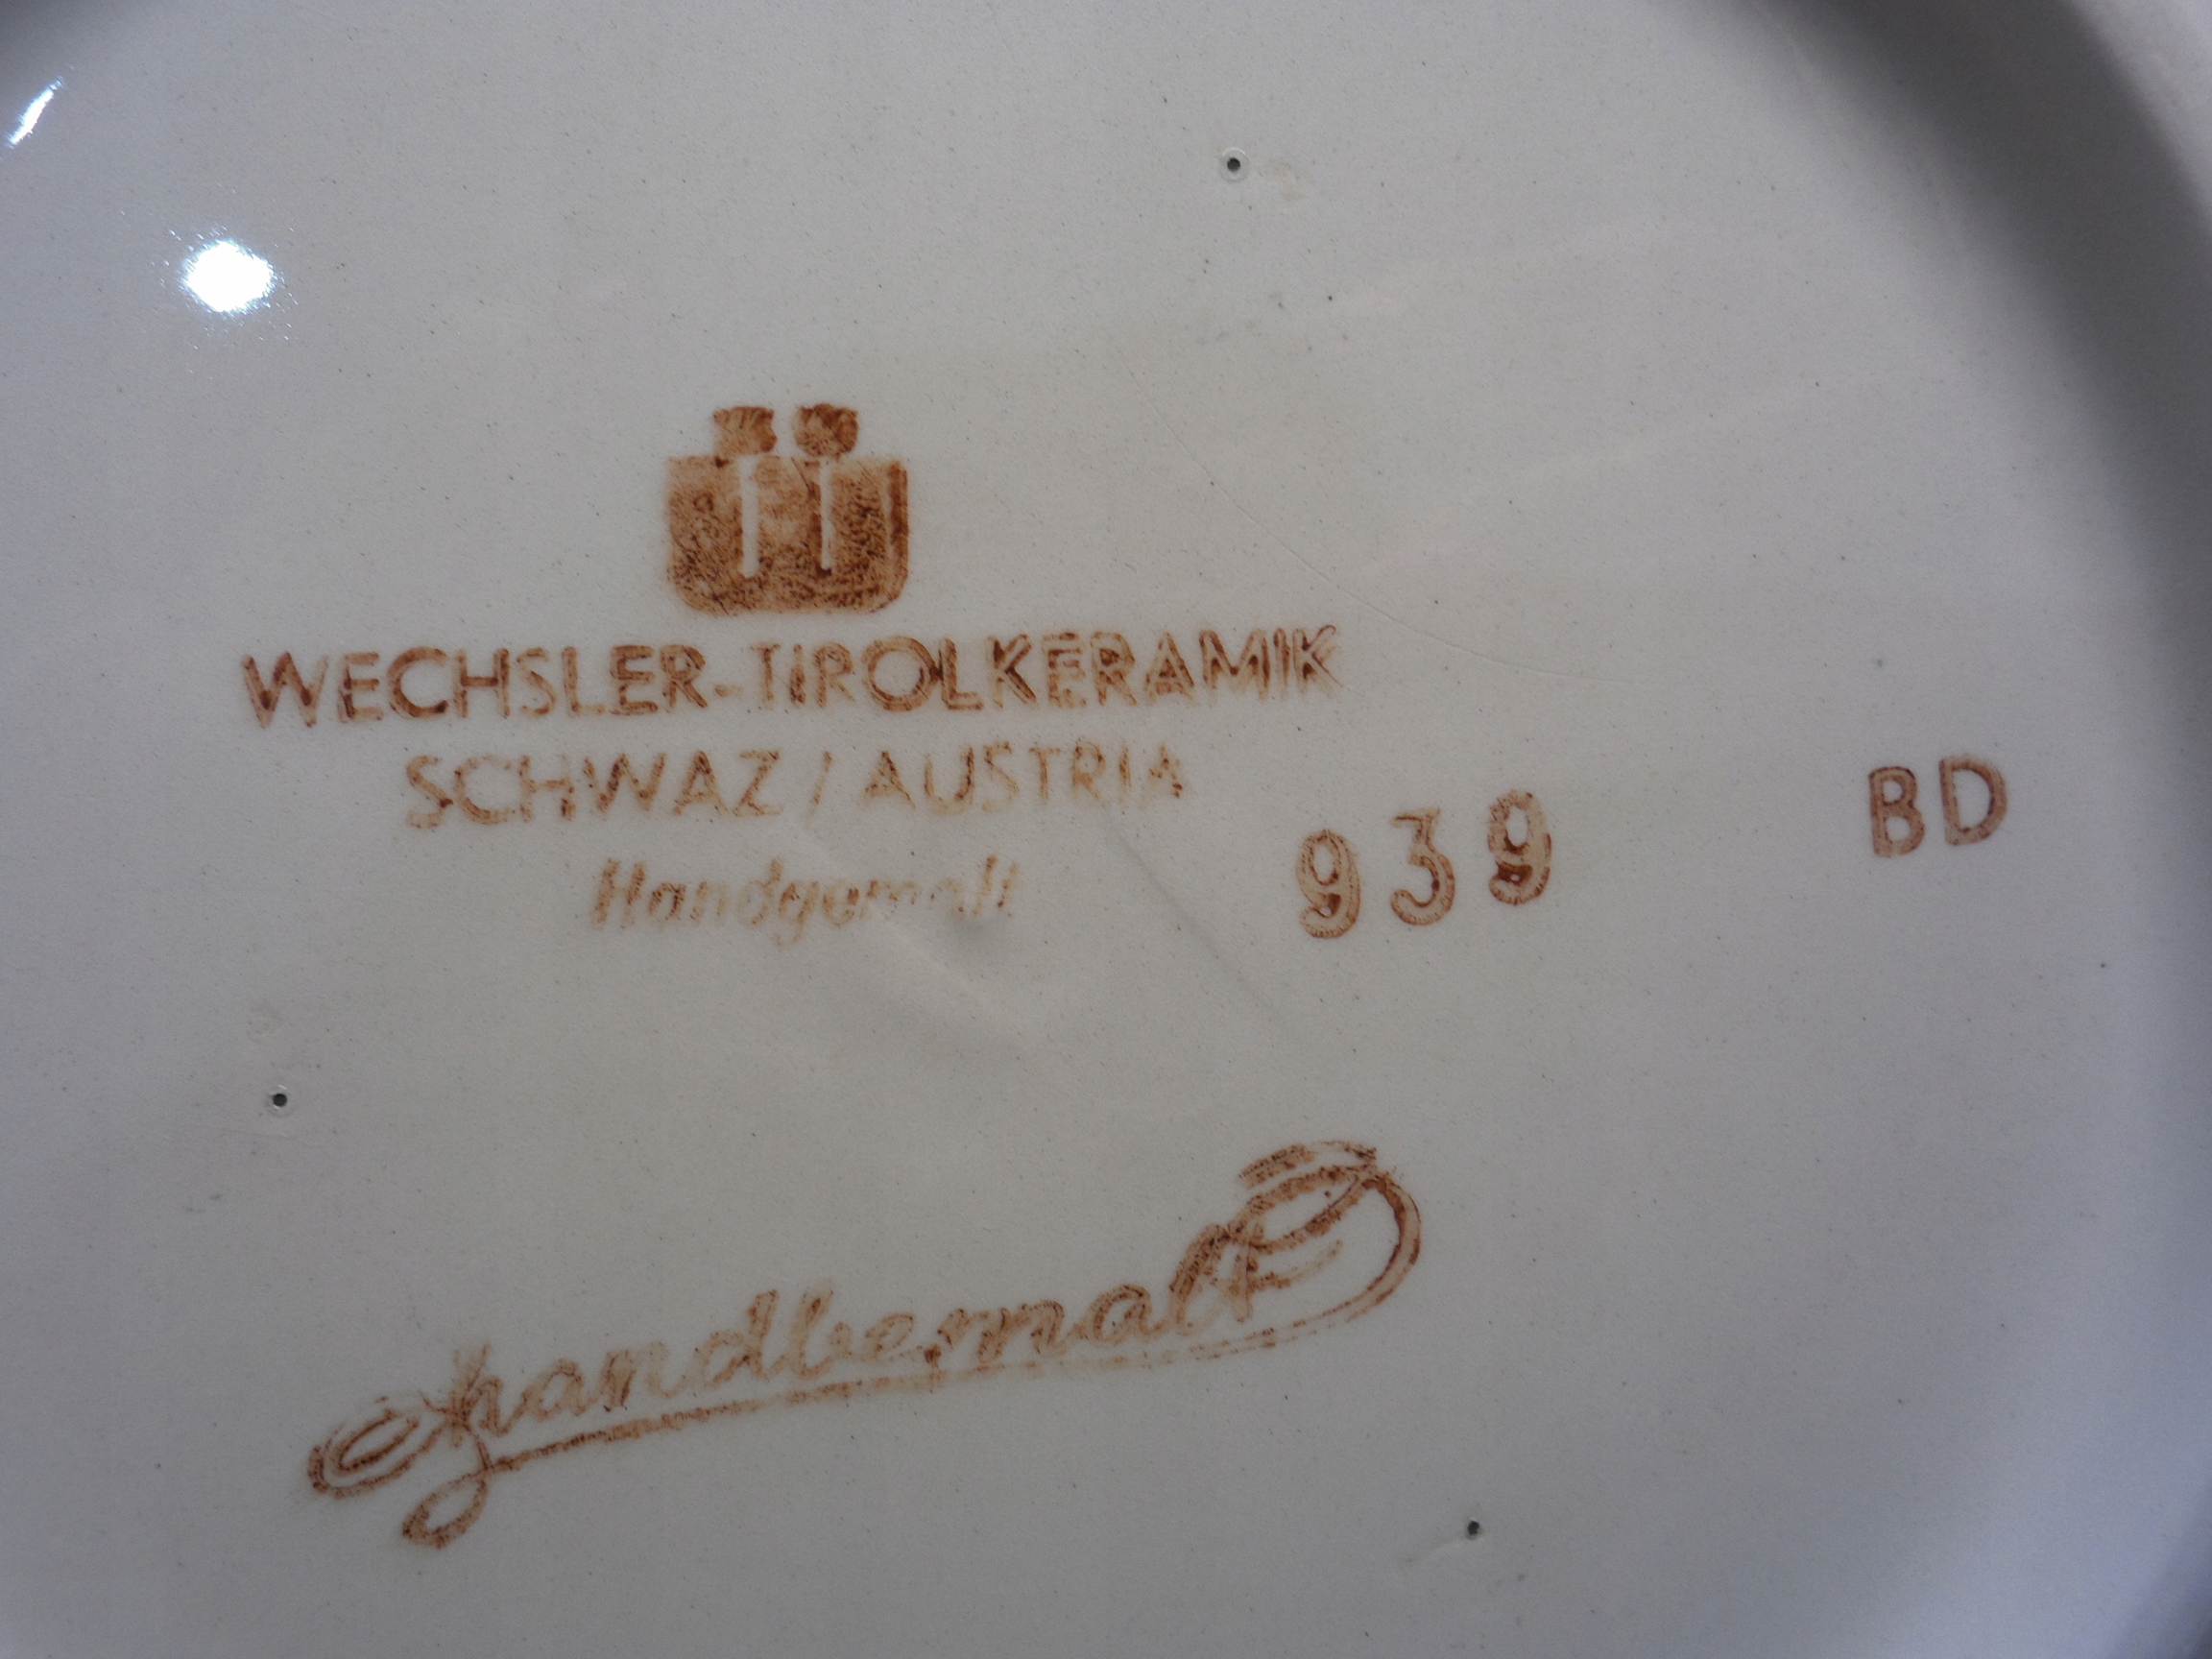 WECHSLER-TIROLKERAMIK
SCHWAZ / AUSTRIA
Handgemalt
939
BD
handbemalt